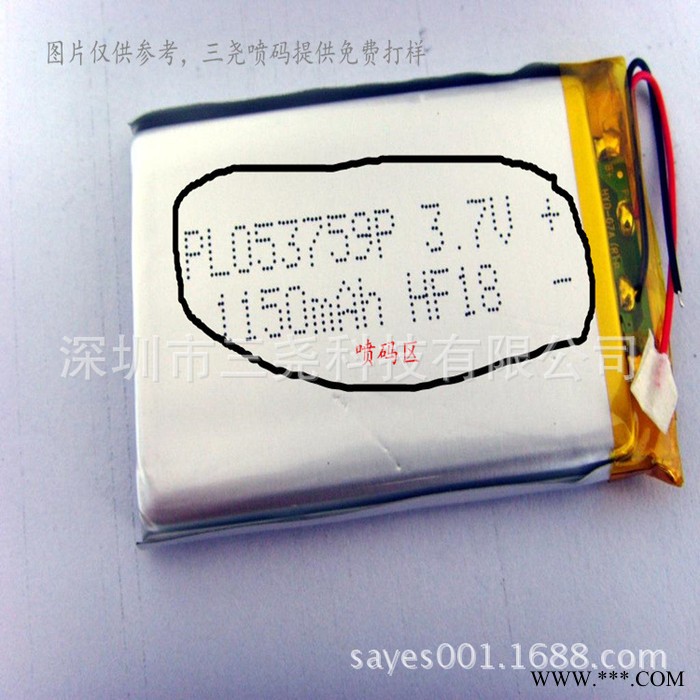 图片仅供参考，三尧喷码提供免费打样
PL053759P 3.7V +
1150mAh HF18 -
喷码区
深圳市三尧科技有限公司
sayes001.1688.com
www.***.COM